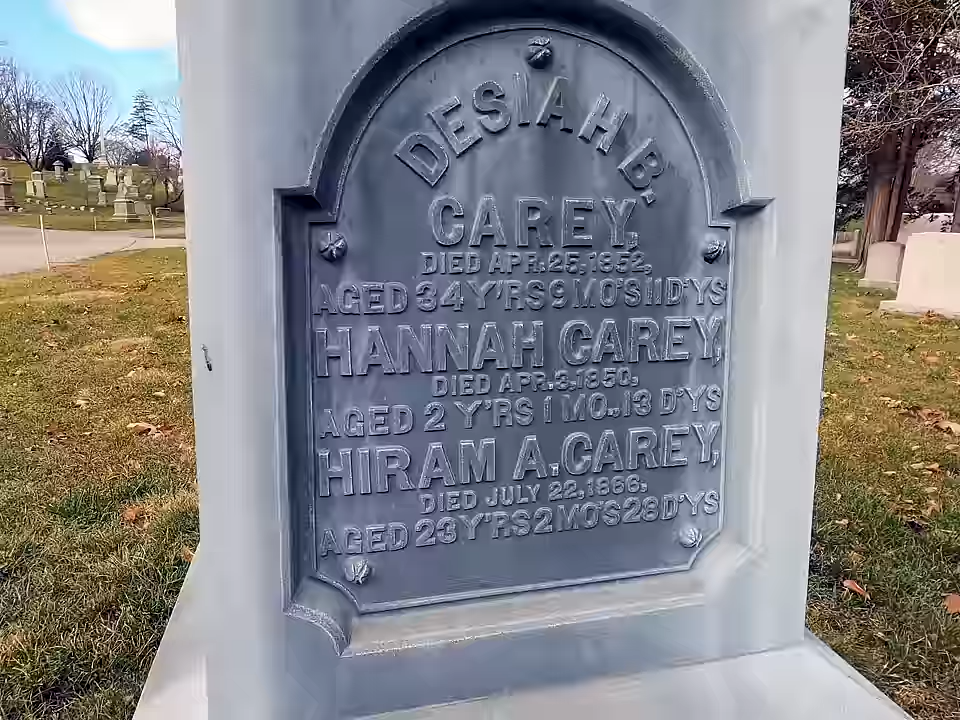 DESIAH B.
CAREY,
DIED APR. 25, 1852,
AGED 34 Y'RS 9 MO'S 11 D'YS
HANNAH CAREY,
DIED APR. 3, 1850,
AGED 2 Y'RS 1 MO. 13 D'YS
HIRAM A. CAREY,
DIED JULY 22, 1866,
AGED 23 Y'RS 2 MO'S 28 D'YS